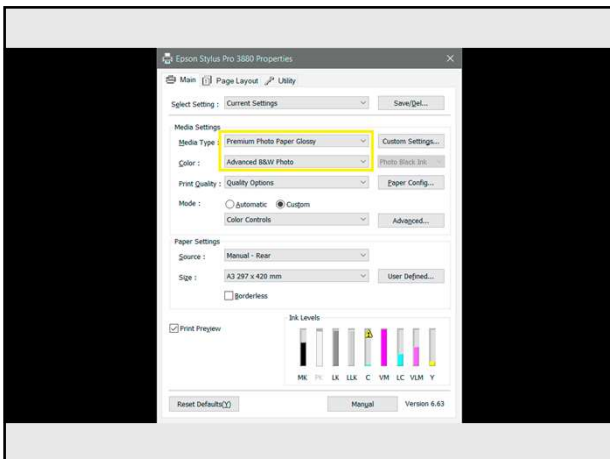 Epson Stylus Pro 3880 Properties
Main Page Layout Utility
Select Setting : Current Settings Save/Del...
Media Settings
Media Type : Premium Photo Paper Glossy Custom Settings...
Color : Advanced B&W Photo Photo Black Ink
Print Quality : Quality Options Paper Config...
Mode : Automatic Custom
Color Controls Advanced...
Paper Settings
Source : Manual - Rear
Size : A3 297 x 420 mm User Defined...
Borderless
Print Preview
Ink Levels
MK PK LK LLK C VM LC VLM Y
Reset Defaults(Y) Manual Version 6.63